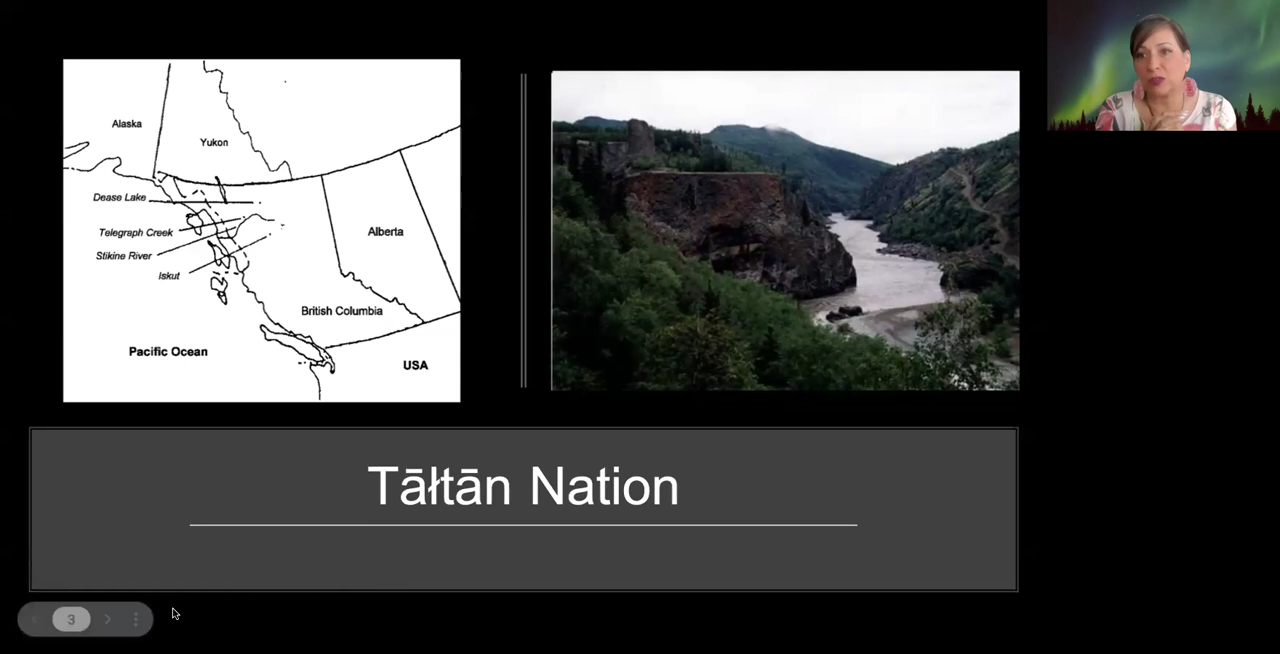 Alaska
Yukon
Dease Lake
Telegraph Creek
Stikine River
Iskut
Alberta
British Columbia
Pacific Ocean
USA
Tāłtān Nation
3